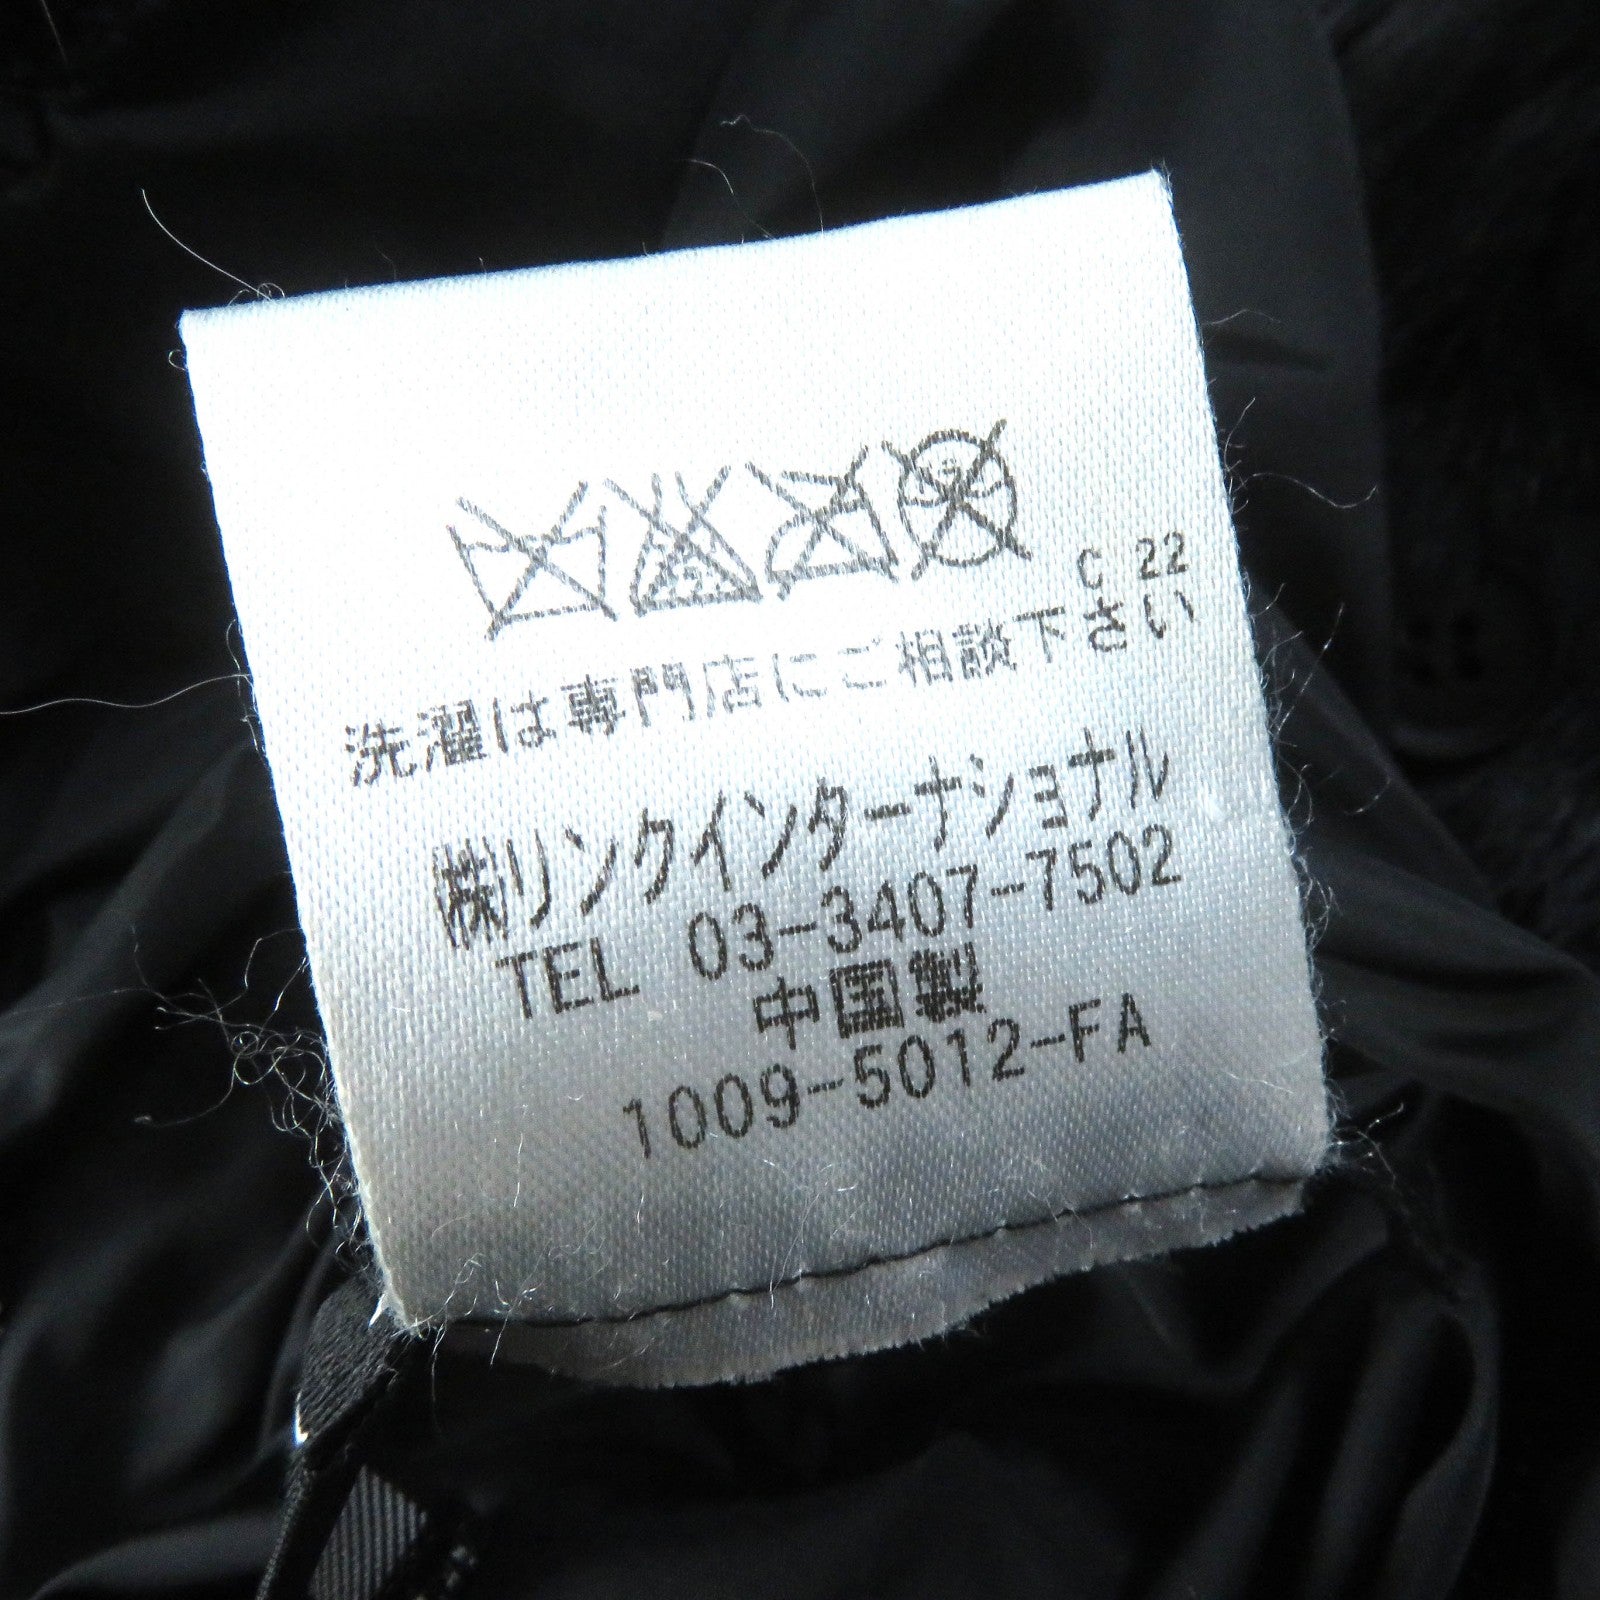 C 22
洗濯は専門店にご相談下さい
㈱リンクインターナショナル
TEL 03-3407-7502
中国製
1009-5012-FA